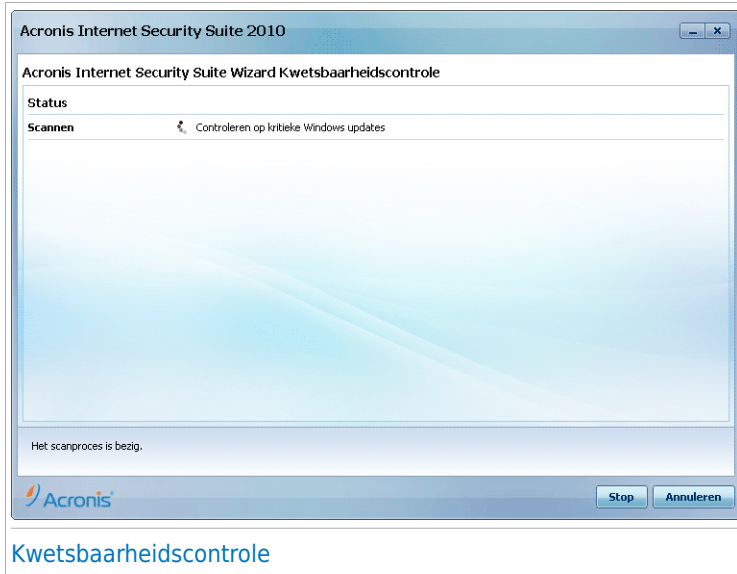 Acronis Internet Security Suite 2010
Acronis Internet Security Suite Wizard Kwetsbaarheidscontrole
Status
Scannen Controleren op kritieke Windows updates
Het scanproces is bezig.
Acronis
Stop Annuleren
Kwetsbaarheidscontrole